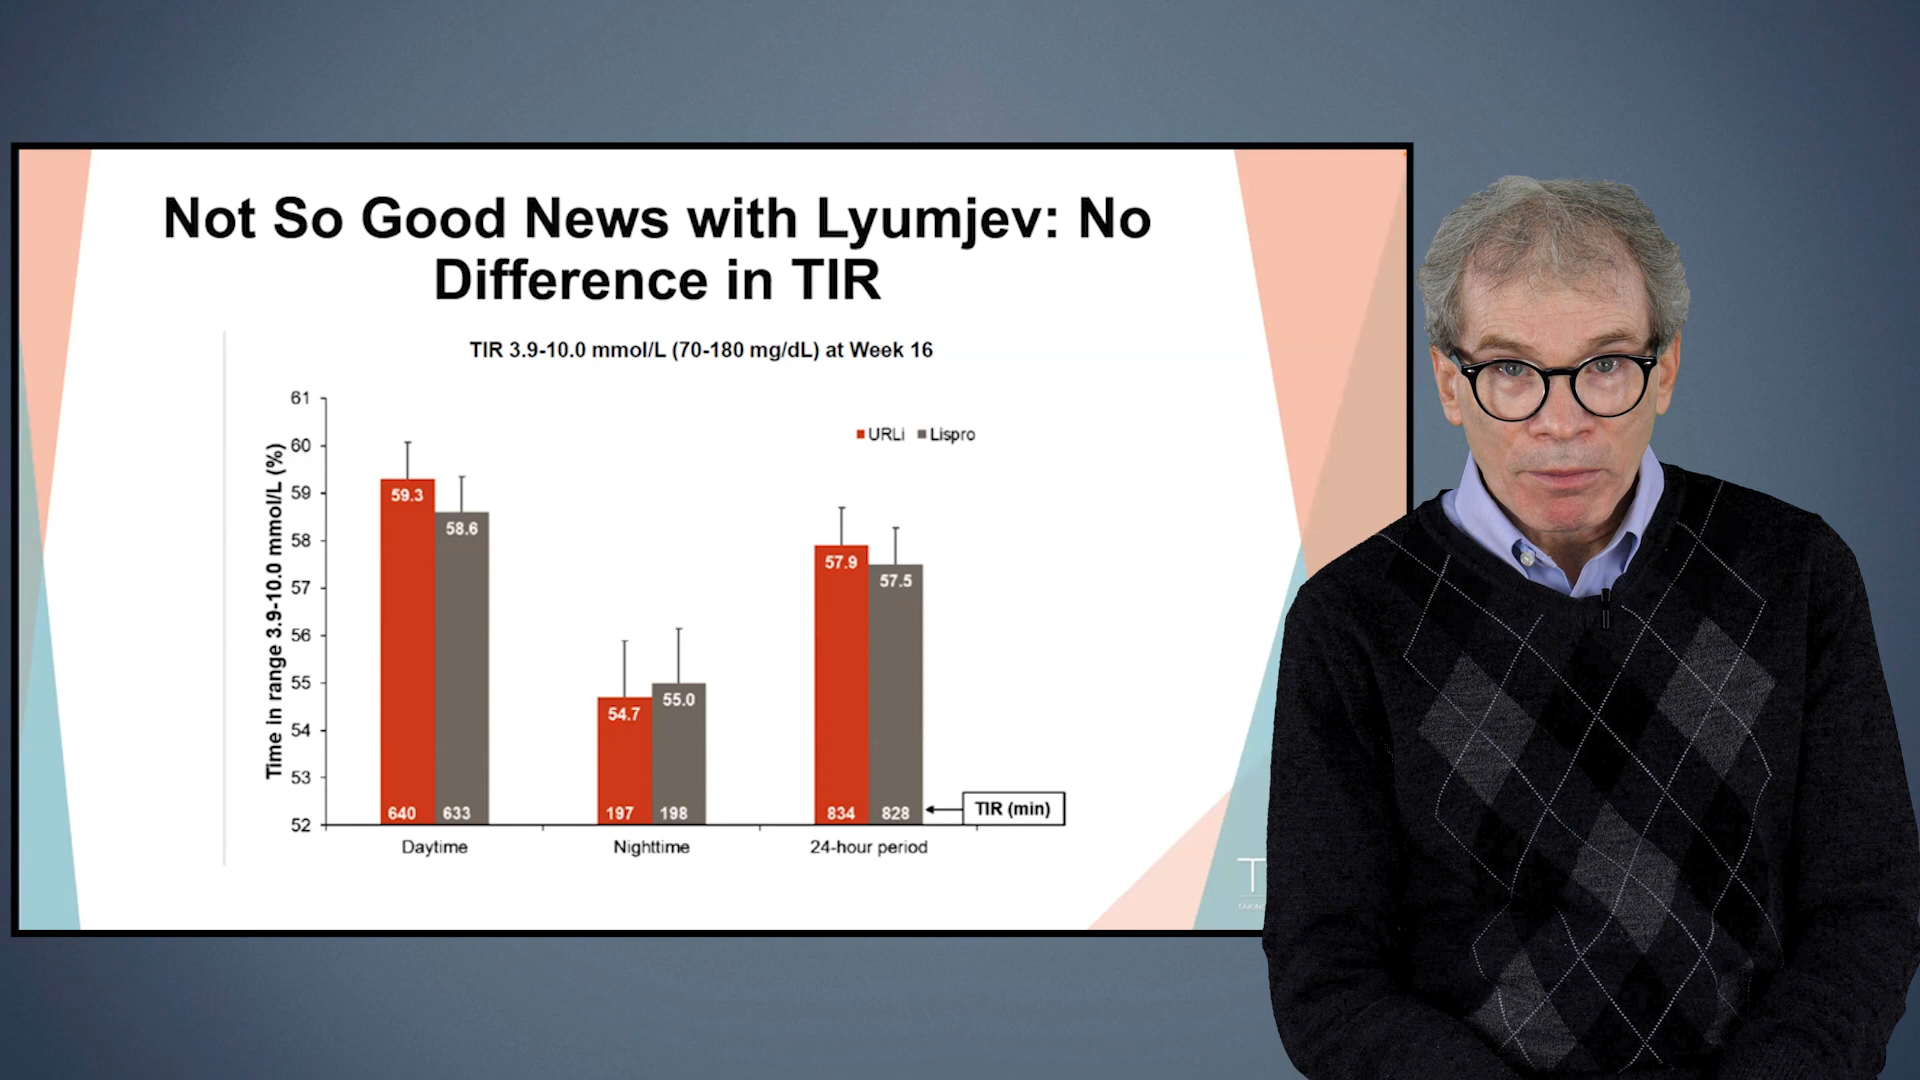 Not So Good News with Lyumjev: No
Difference in TIR
TIR 3.9-10.0 mmol/L (70-180 mg/dL) at Week 16
Time in range 3.9-10.0 mmol/L (%)
61
60
59
58
57
56
55
54
53
52
URLi Lispro
59.3
58.6
54.7
55.0
57.9
57.5
640 633
197 198
834 828
TIR (min)
Daytime
Nighttime
24-hour period